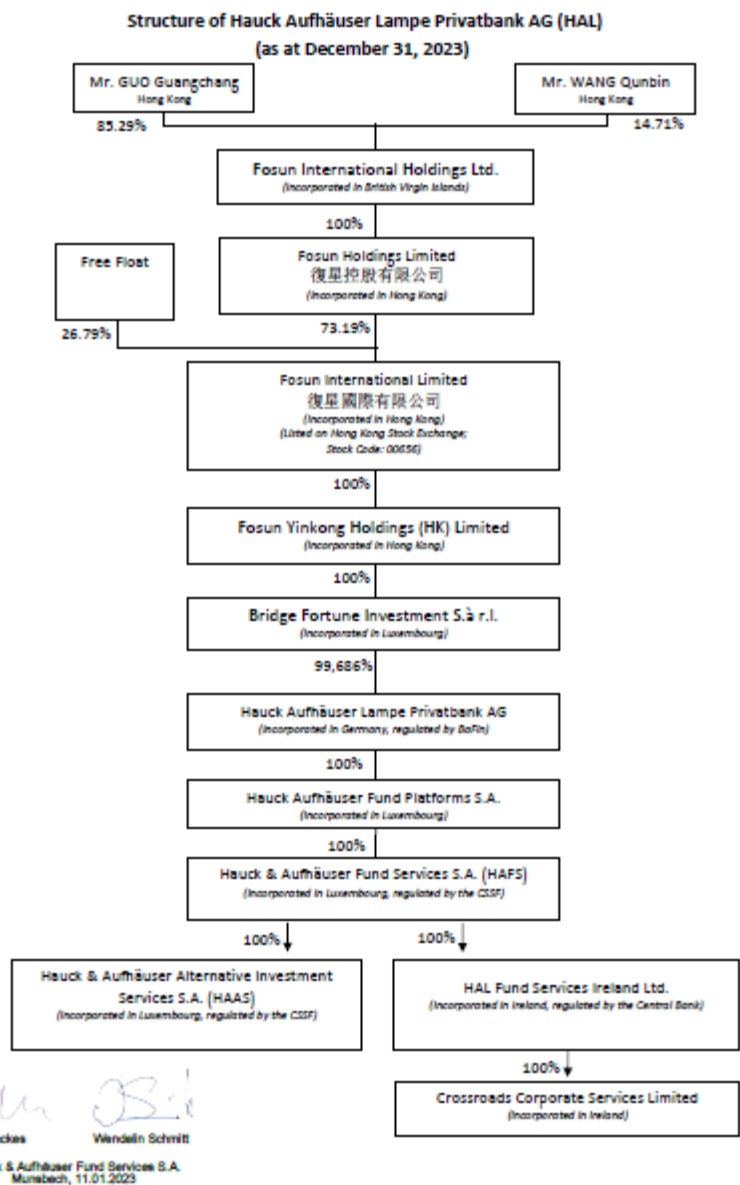 Structure of Hauck Aufhäuser Lampe Privatbank AG (HAL)
(as at December 31, 2023)
Mr. GUO Guangchang
Hong Kong
Mr. WANG Qunbin
Hong Kong
85.29%
14.71%
Fosun International Holdings Ltd.
(Incorporated in British Virgin Islands)
100%
Free Float
Fosun Holdings Limited
復星控股有限公司
(Incorporated in Hong Kong)
26.79%
73.19%
Fosun International Limited
復星國際有限公司
(Incorporated in Hong Kong)
(Listed on Hong Kong Stock Exchange;
Stock Code: 00656)
100%
Fosun Yinkong Holdings (HK) Limited
(Incorporated in Hong Kong)
100%
Bridge Fortune Investment S.à r.l.
(Incorporated in Luxembourg)
99,686%
Hauck Aufhäuser Lampe Privatbank AG
(Incorporated in Germany, regulated by BaFin)
100%
Hauck Aufhäuser Fund Platforms S.A.
(Incorporated in Luxembourg)
100%
Hauck & Aufhäuser Fund Services S.A. (HAFS)
(Incorporated in Luxembourg, regulated by the CSSF)
100%
100%
Hauck & Aufhäuser Alternative Investment
Services S.A. (HAAS)
(Incorporated in Luxembourg, regulated by the CSSF)
HAL Fund Services Ireland Ltd.
(Incorporated in Ireland, regulated by the Central Bank)
100%
Crossroads Corporate Services Limited
(Incorporated in Ireland)
ckes
Wendelin Schmitt
& Aufhäuser Fund Services S.A.
Munsbach, 11.01.2023